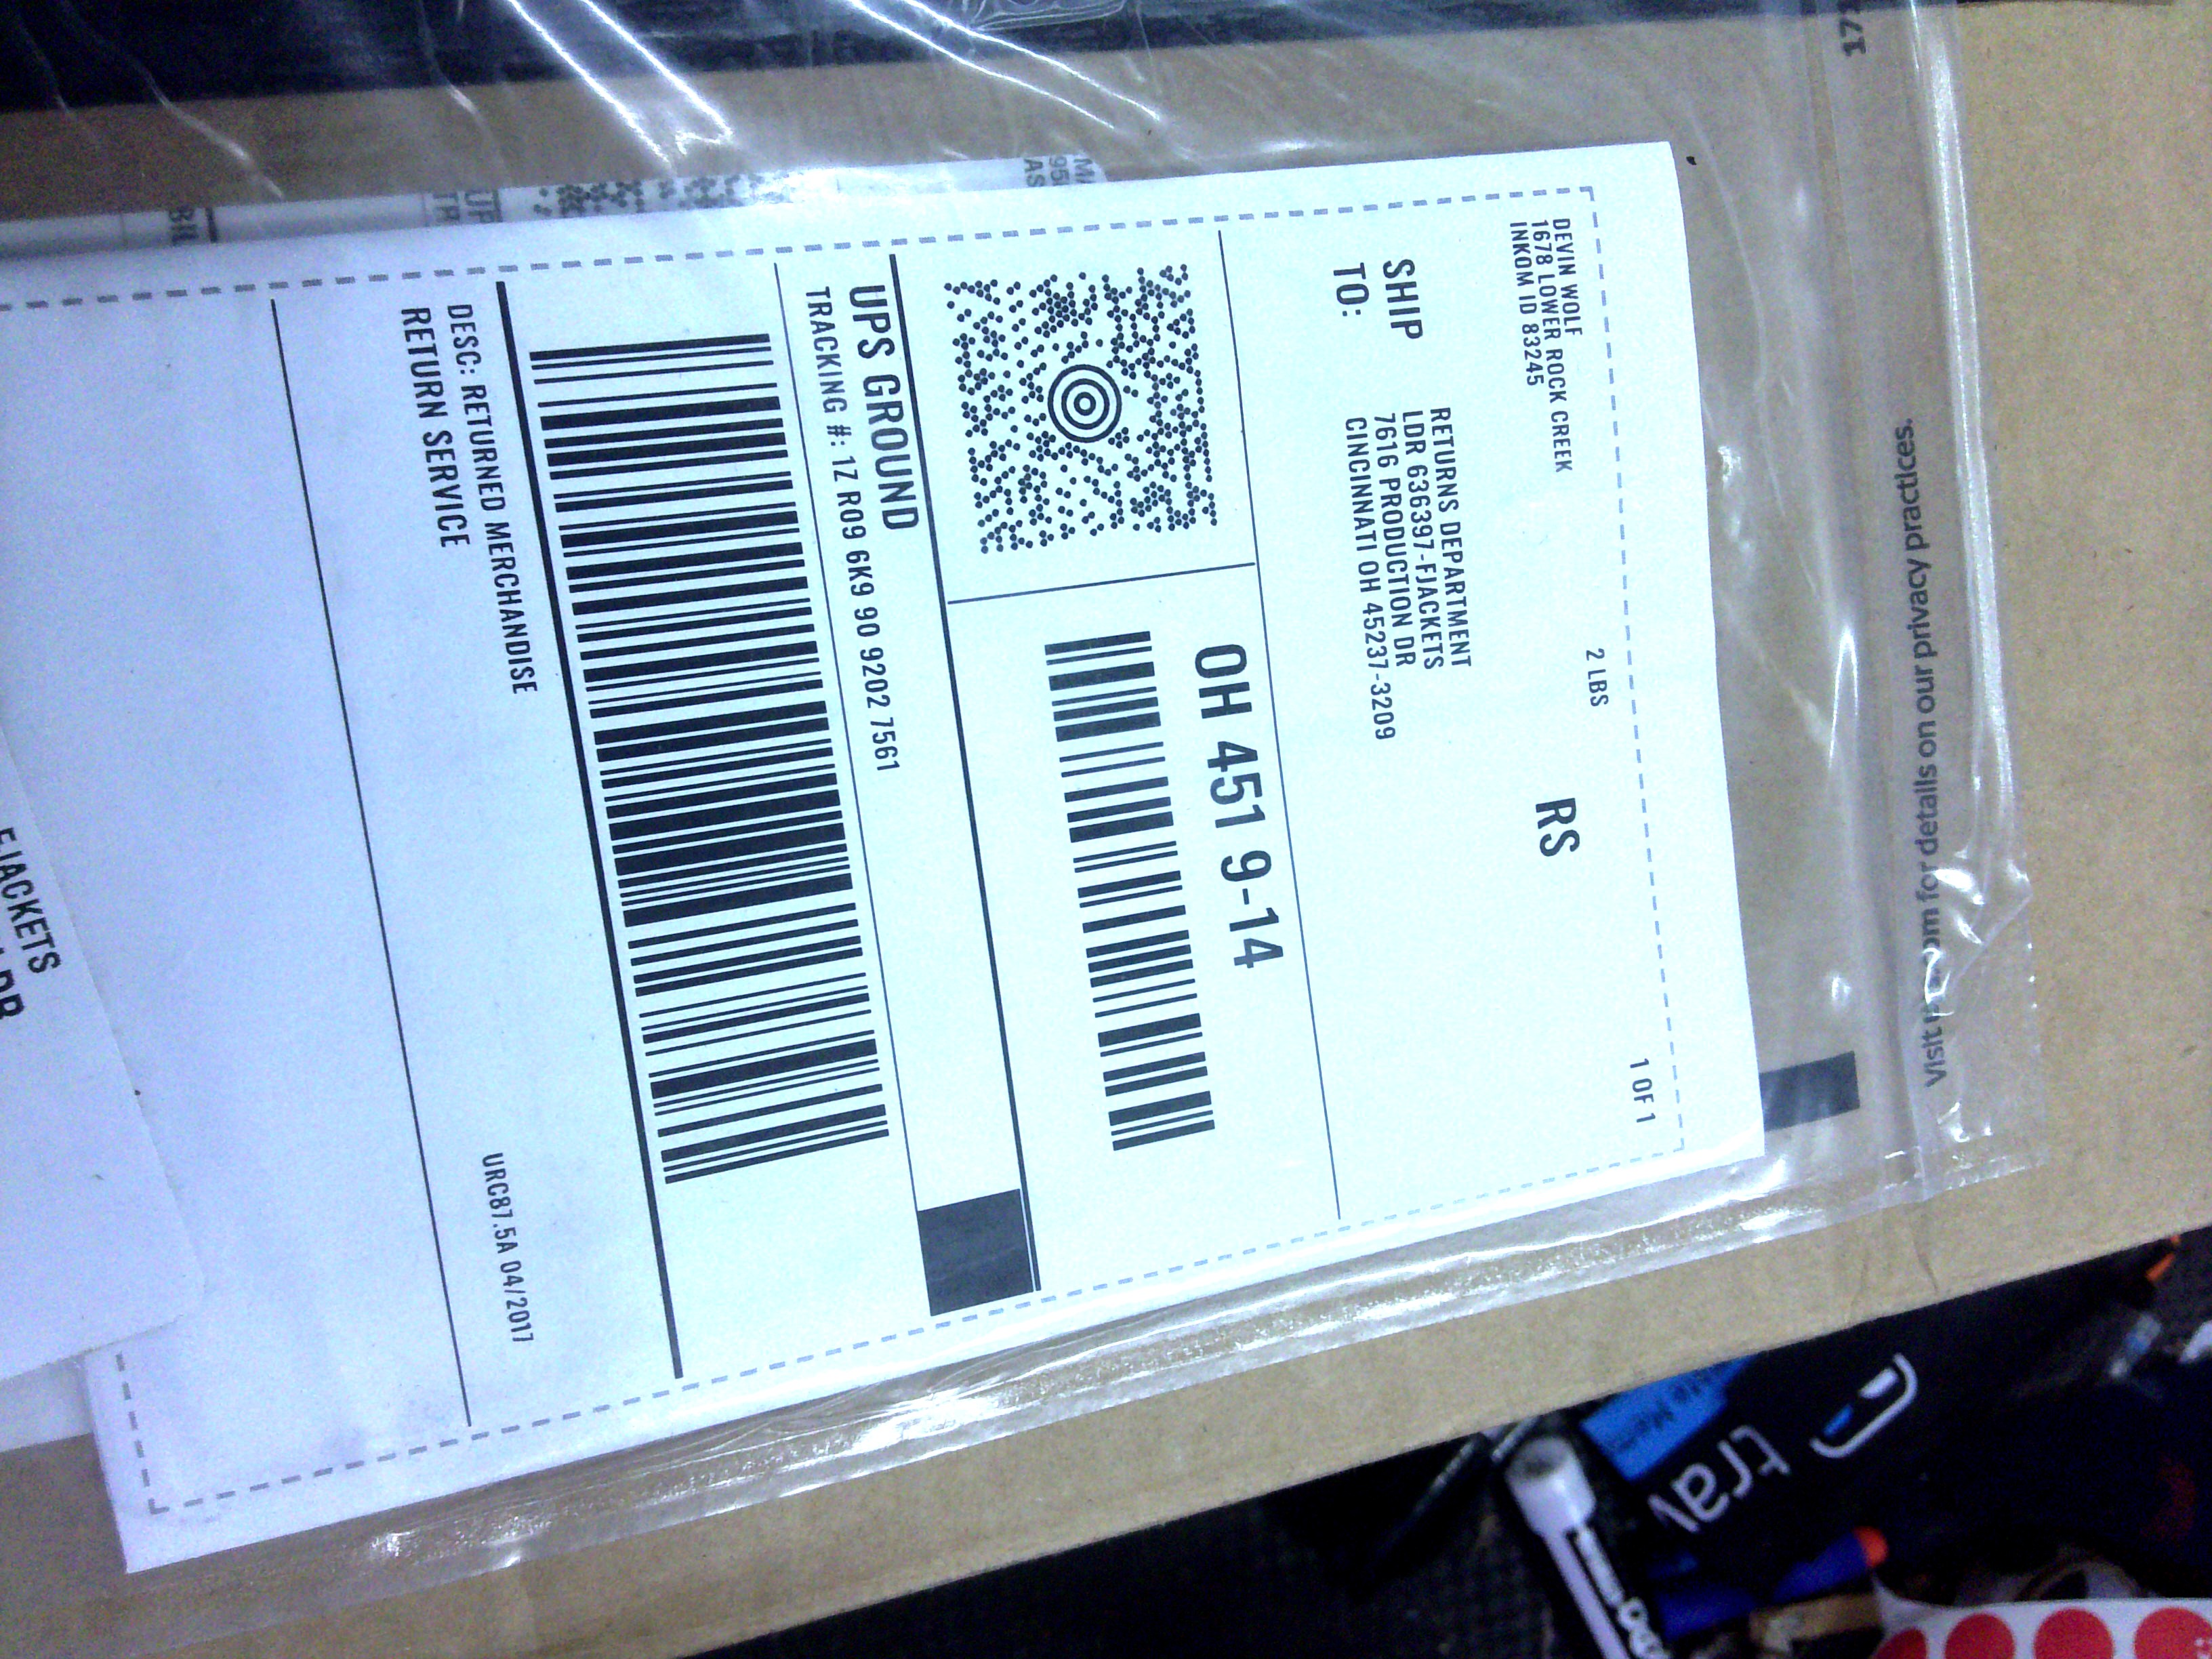 DEVIN WOLF
1678 LOWER ROCK CREEK
INKOM ID 83245
2 LBS
1 OF 1
RS
SHIP
TO:
RETURNS DEPARTMENT
LDR 636397-FJACKETS
7616 PRODUCTION DR
CINCINNATI OH 45237-3209
OH 451 9-14
UPS GROUND
TRACKING #: 1Z R09 6K9 90 9202 7561
DESC: RETURNED MERCHANDISE
RETURN SERVICE
URC87.5A 04/2017
FJACKETS
for details on our privacy practices.
Visit